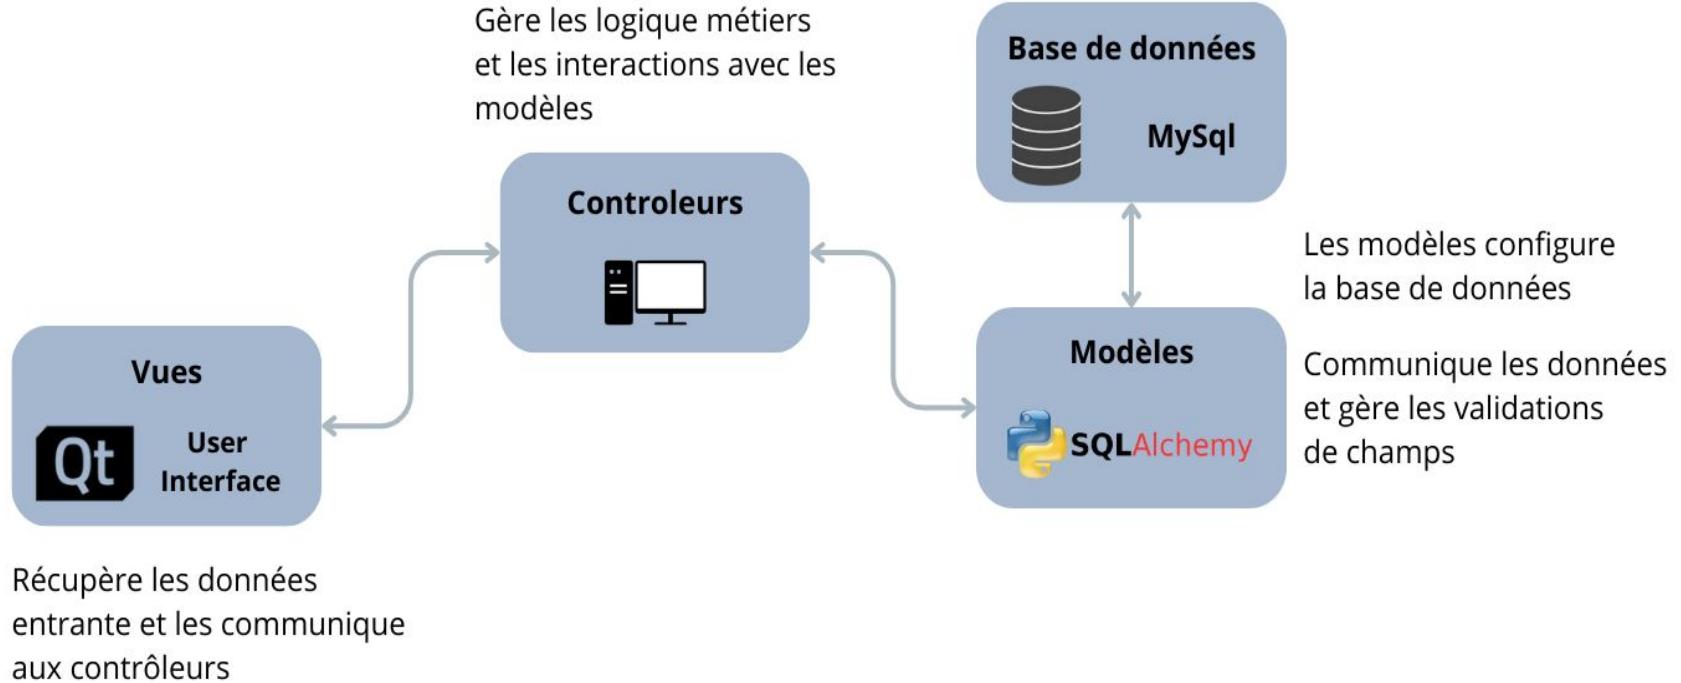 Gère les logique métiers
et les interactions avec les
modèles
Base de données
MySql
Controleurs
Les modèles configure
la base de données
Modèles
SQLAlchemy
Communique les données
et gère les validations
de champs
Vues
Qt
User
Interface
Récupère les données
entrante et les communique
aux contrôleurs